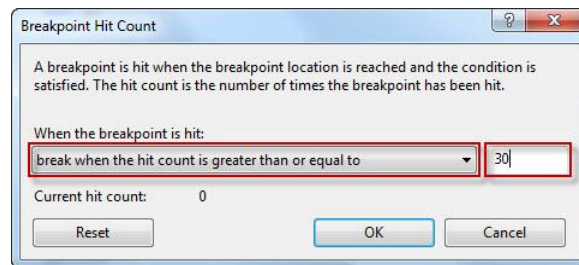 Breakpoint Hit Count
A breakpoint is hit when the breakpoint location is reached and the condition is
satisfied. The hit count is the number of times the breakpoint has been hit.
When the breakpoint is hit:
break when the hit count is greater than or equal to 30
Current hit count: 0
Reset OK Cancel